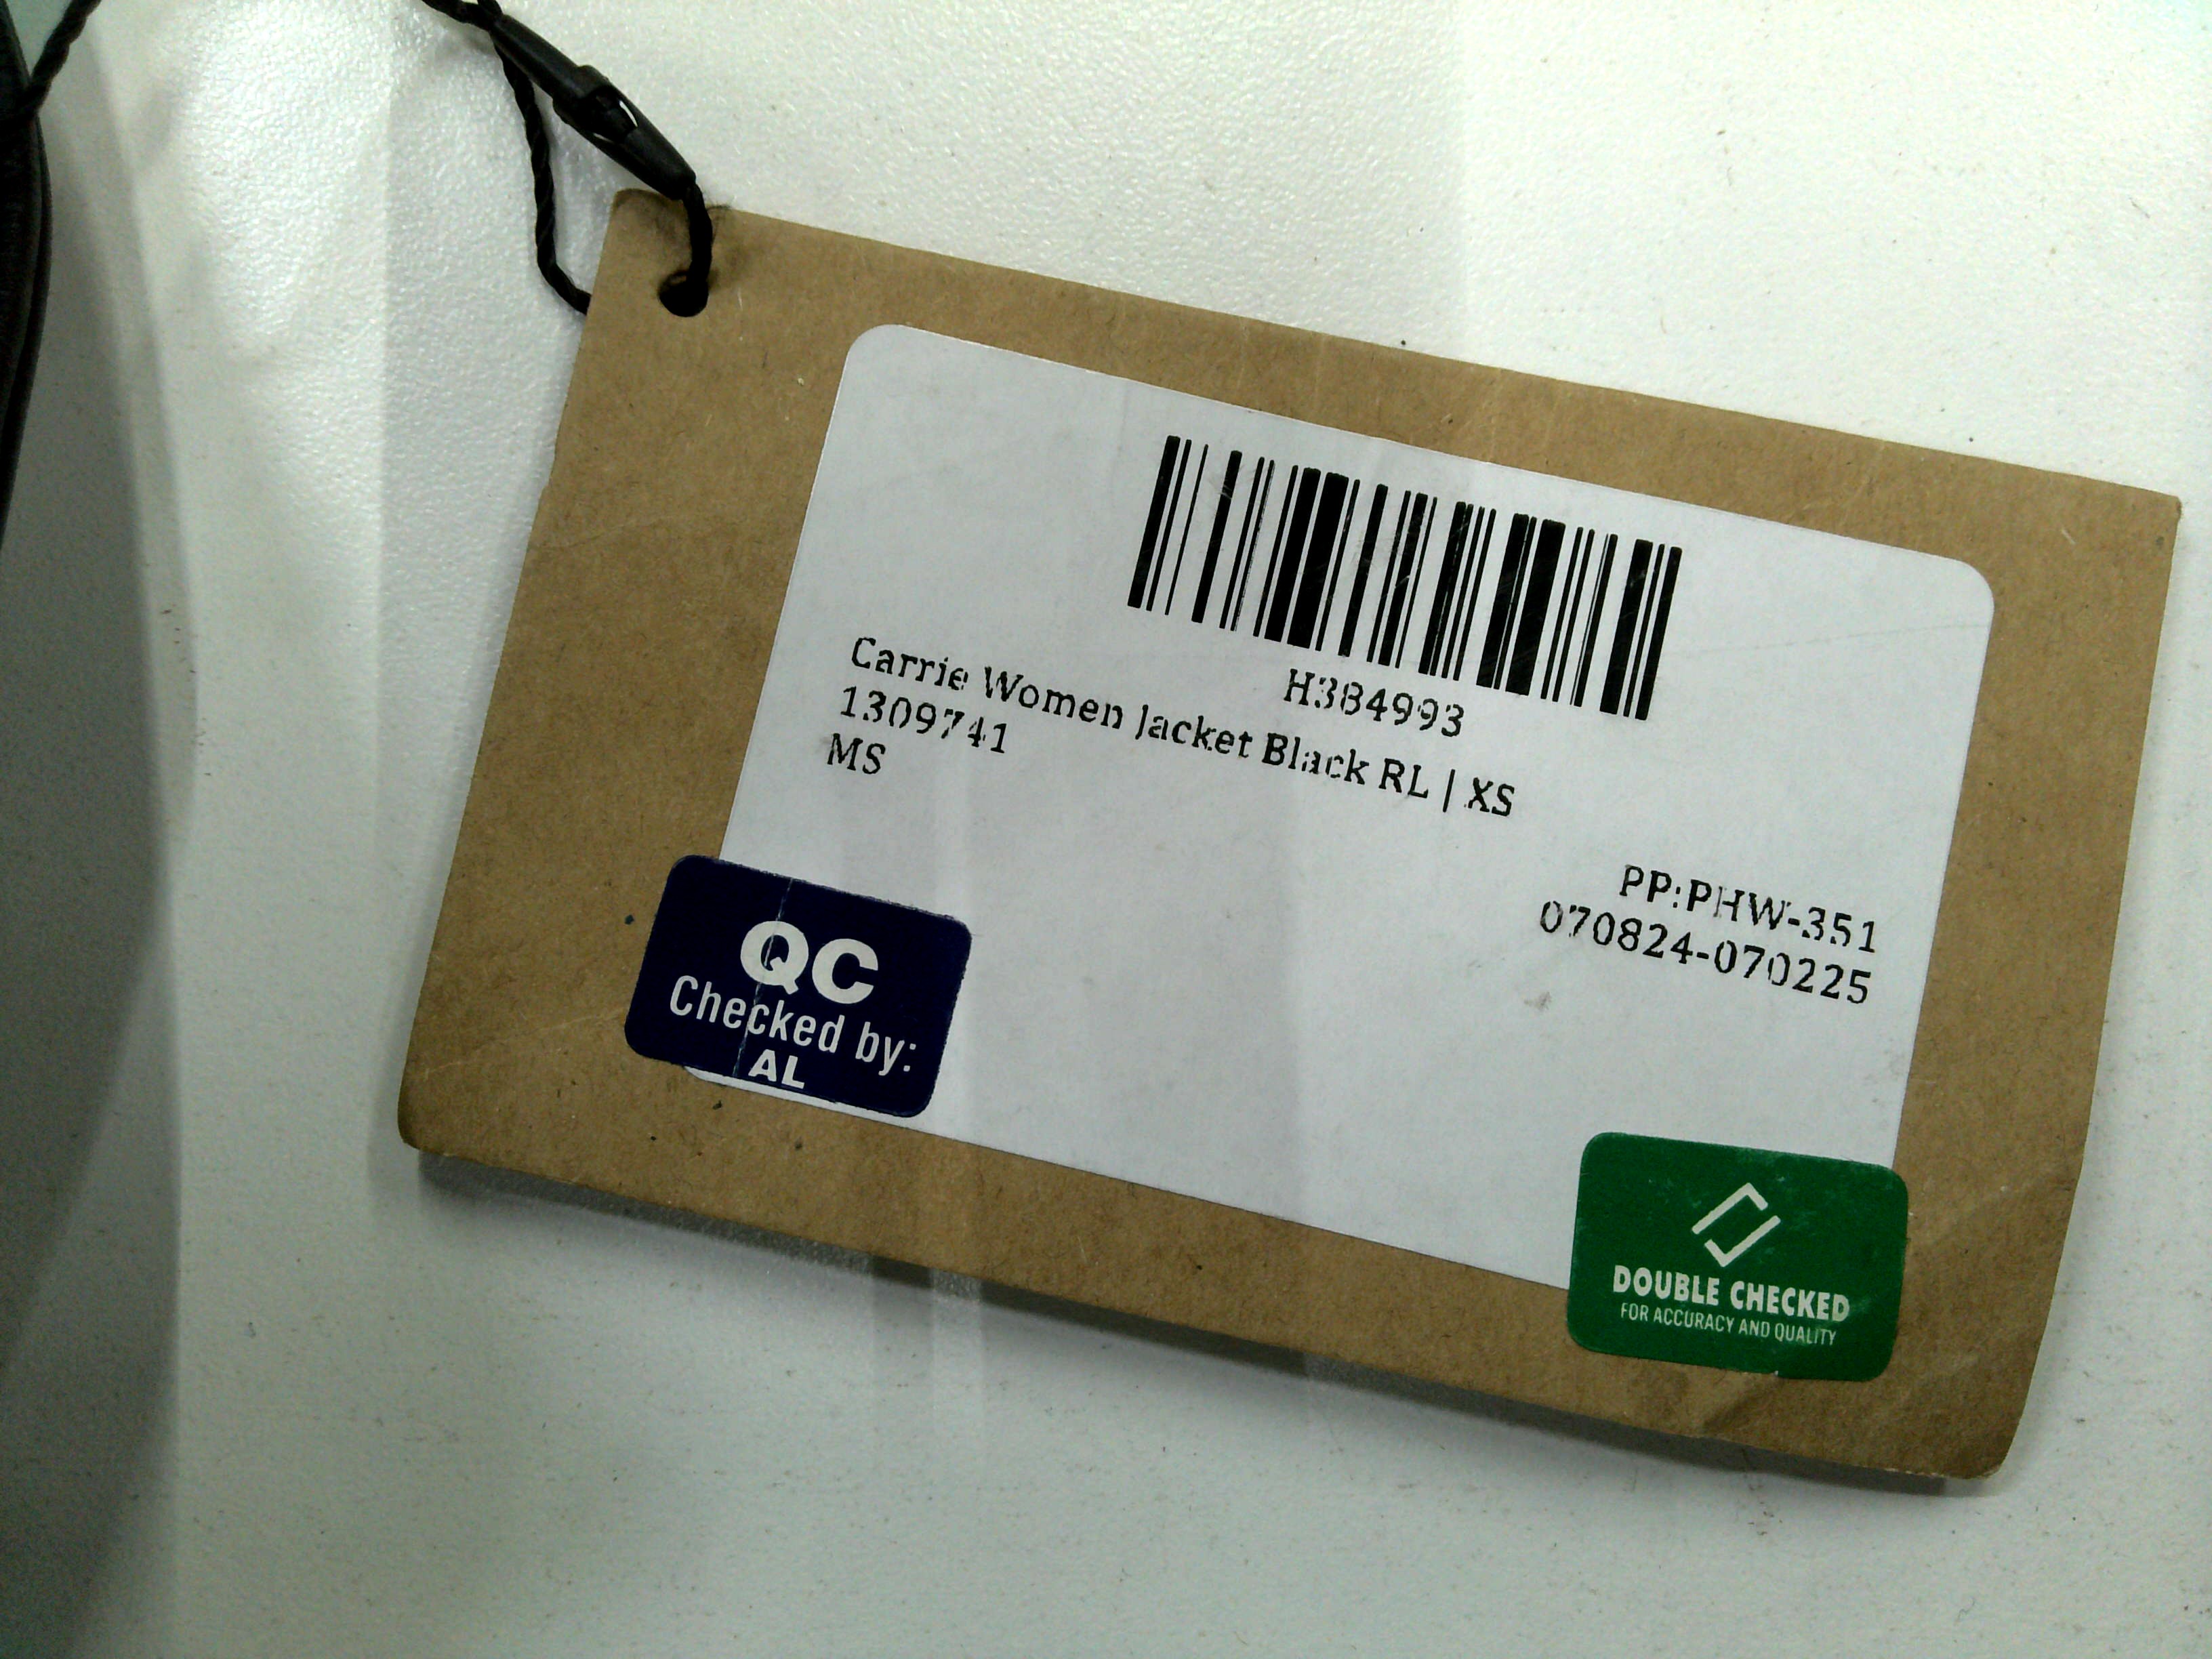 H384993
Carrie Women Jacket Black RL | XS
1309741
MS
PP:PHW-351
070824-070225
QC
Checked by:
AL
DOUBLE CHECKED
FOR ACCURACY AND QUALITY